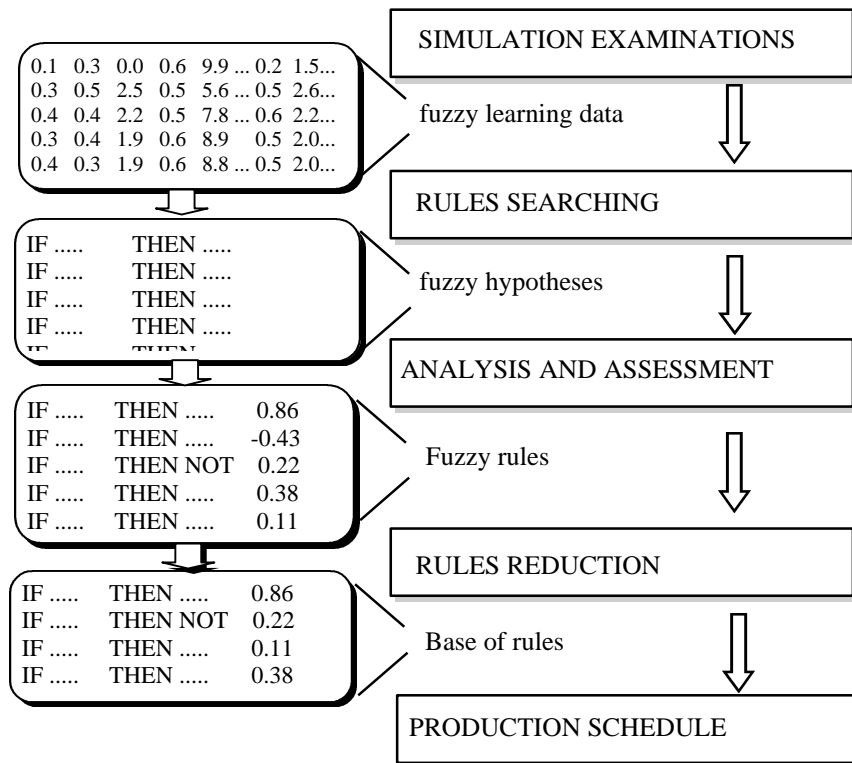 SIMULATION EXAMINATIONS
0.1 0.3 0.0 0.6 9.9 ... 0.2 1.5...
0.3 0.5 2.5 0.5 5.6 ... 0.5 2.6...
0.4 0.4 2.2 0.5 7.8 ... 0.6 2.2...
0.3 0.4 1.9 0.6 8.9 0.5 2.0...
0.4 0.3 1.9 0.6 8.8 ... 0.5 2.0...
fuzzy learning data
RULES SEARCHING
IF ..... THEN .....
IF ..... THEN .....
IF ..... THEN .....
IF ..... THEN .....
IF ..... THEN
fuzzy hypotheses
ANALYSIS AND ASSESSMENT
IF ..... THEN ..... 0.86
IF ..... THEN ..... -0.43
IF ..... THEN NOT 0.22
IF ..... THEN ..... 0.38
IF ..... THEN ..... 0.11
Fuzzy rules
RULES REDUCTION
IF ..... THEN ..... 0.86
IF ..... THEN NOT 0.22
IF ..... THEN ..... 0.11
IF ..... THEN ..... 0.38
Base of rules
PRODUCTION SCHEDULE